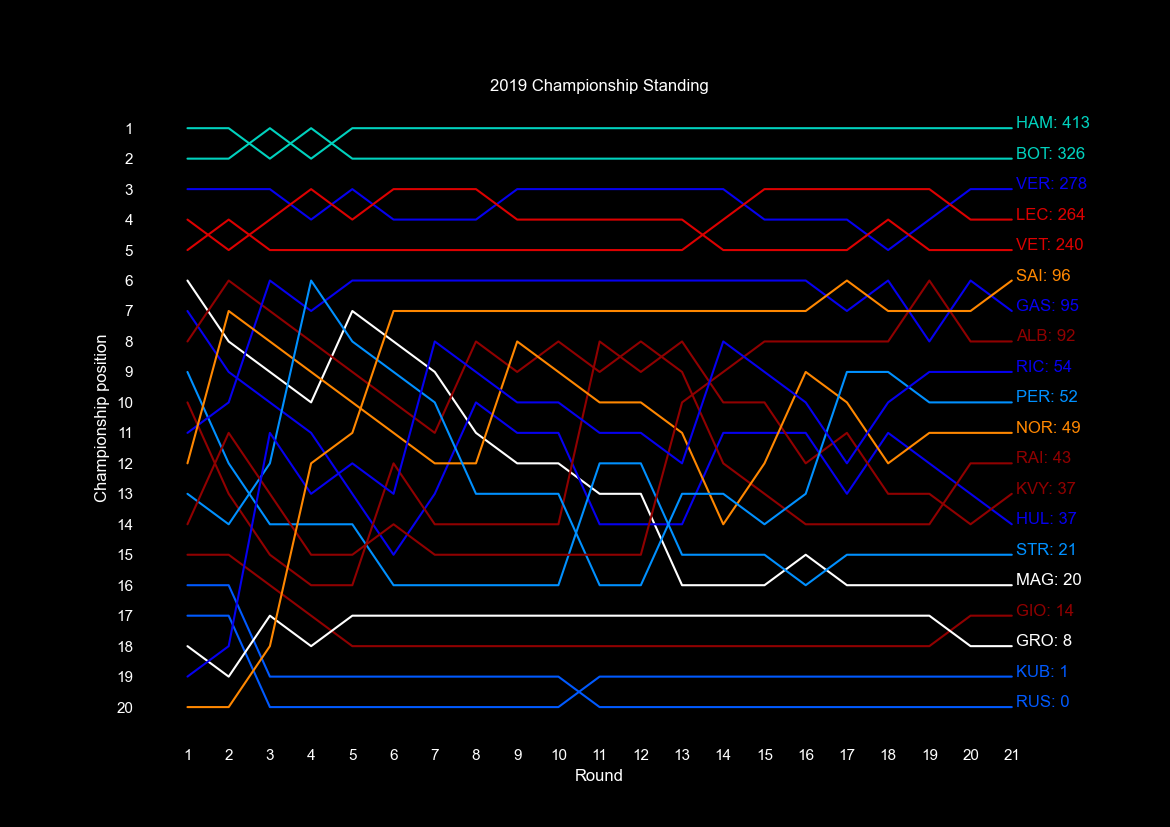 2019 Championship Standing
Championship position
1
2
3
4
5
6
7
8
9
10
11
12
13
14
15
16
17
18
19
20
HAM: 413
BOT: 326
VER: 278
LEC: 264
VET: 240
SAI: 96
GAS: 95
ALB: 92
RIC: 54
PER: 52
NOR: 49
RAI: 43
KVY: 37
HUL: 37
STR: 21
MAG: 20
GIO: 14
GRO: 8
KUB: 1
RUS: 0
1 2 3 4 5 6 7 8 9 10 11 12 13 14 15 16 17 18 19 20 21
Round